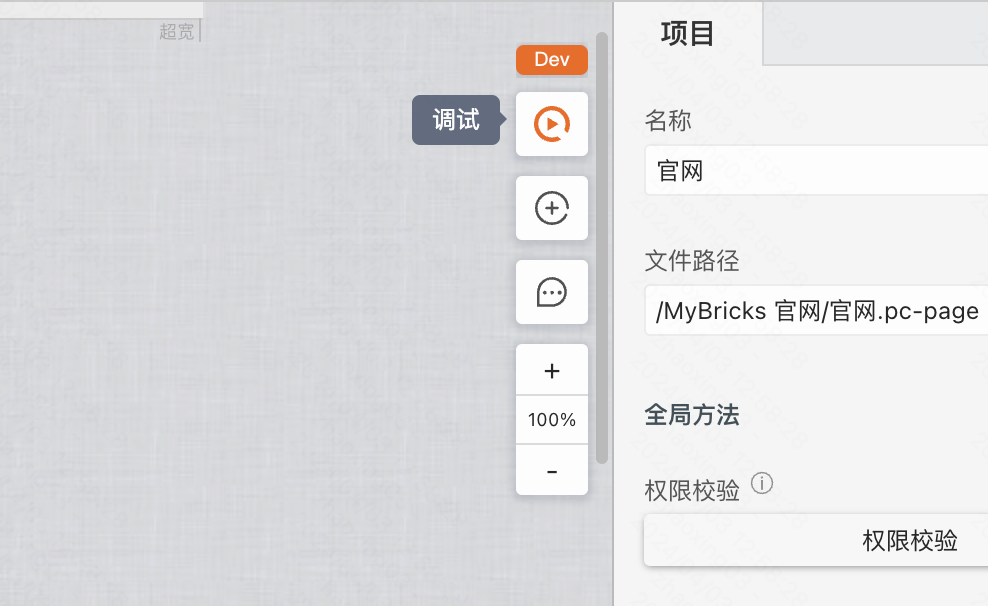 超宽
项目
Dev
调试
名称
官网
文件路径
/MyBricks 官网/官网.pc-page
+
100%
-
全局方法
权限校验
权限校验